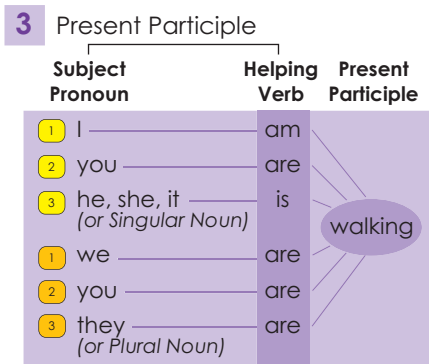 3 Present Participle
Subject Pronoun Helping Verb Present Participle
1 I am
2 you are
3 he, she, it is
(or Singular Noun)
walking
1 we are
2 you are
3 they are
(or Plural Noun)